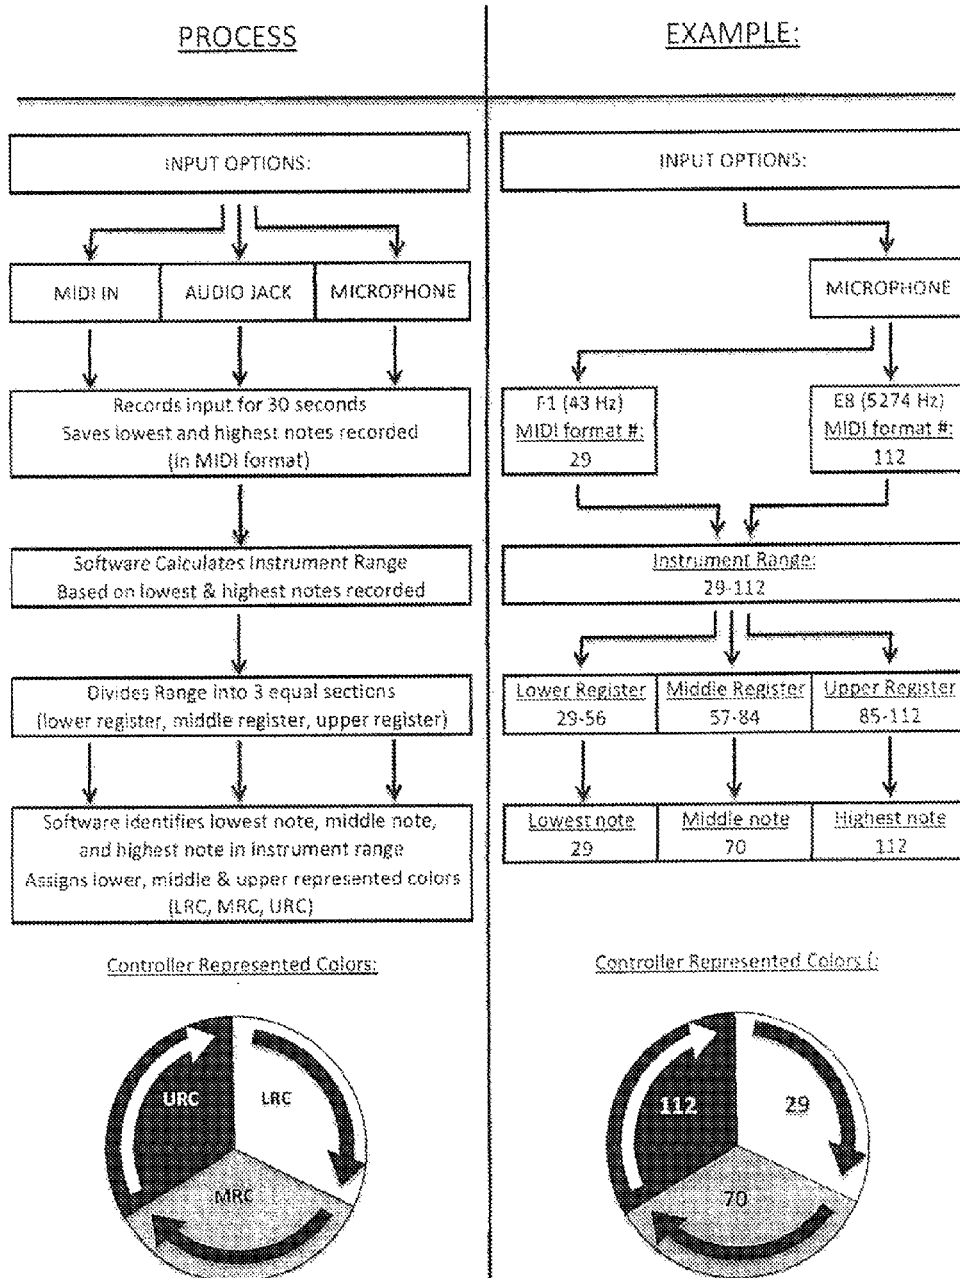 PROCESS
INPUT OPTIONS:
MIDI IN
AUDIO JACK
MICROPHONE
Records input for 30 seconds
Saves lowest and highest notes recorded
(in MIDI format)
Software Calculates Instrument Range
Based on lowest & highest notes recorded
Divides Range into 3 equal sections
(lower register, middle register, upper register)
Software identifies lowest note, middle note,
and highest note in instrument range
Assigns lower, middle & upper represented colors
(LRC, MRC, URC)
Controller Represented Colors:
URC
LRC
MRC
EXAMPLE:
INPUT OPTIONS:
MICROPHONE
F1 (43 Hz)
MIDI format #:
29
E8 (5274 Hz)
MIDI format #:
112
Instrument Range:
29-112
Lower Register
29-56
Middle Register
57-84
Upper Register
85-112
Lowest note
29
Middle note
70
Highest note
112
Controller Represented Colors (:
112
29
70